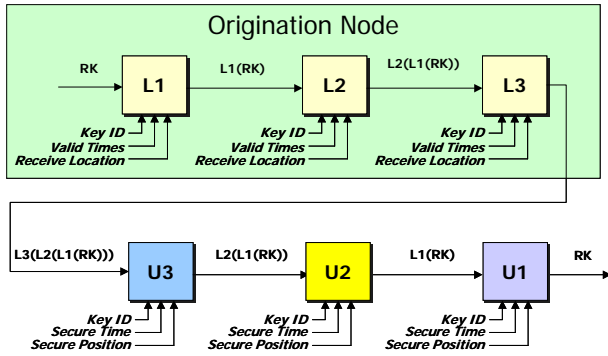 Origination Node
RK
L1
L1(RK)
L2
L2(L1(RK))
L3
Key ID
Valid Times
Receive Location
Key ID
Valid Times
Receive Location
Key ID
Valid Times
Receive Location
L3(L2(L1(RK)))
U3
L2(L1(RK))
U2
L1(RK)
U1
RK
Key ID
Secure Time
Secure Position
Key ID
Secure Time
Secure Position
Key ID
Secure Time
Secure Position